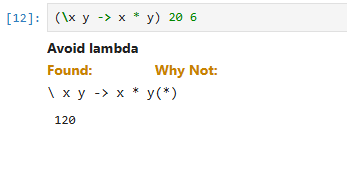 [12]: (\x y -> x * y) 20 6
Avoid lambda
Found: Why Not:
\ x y -> x * y(*)
120